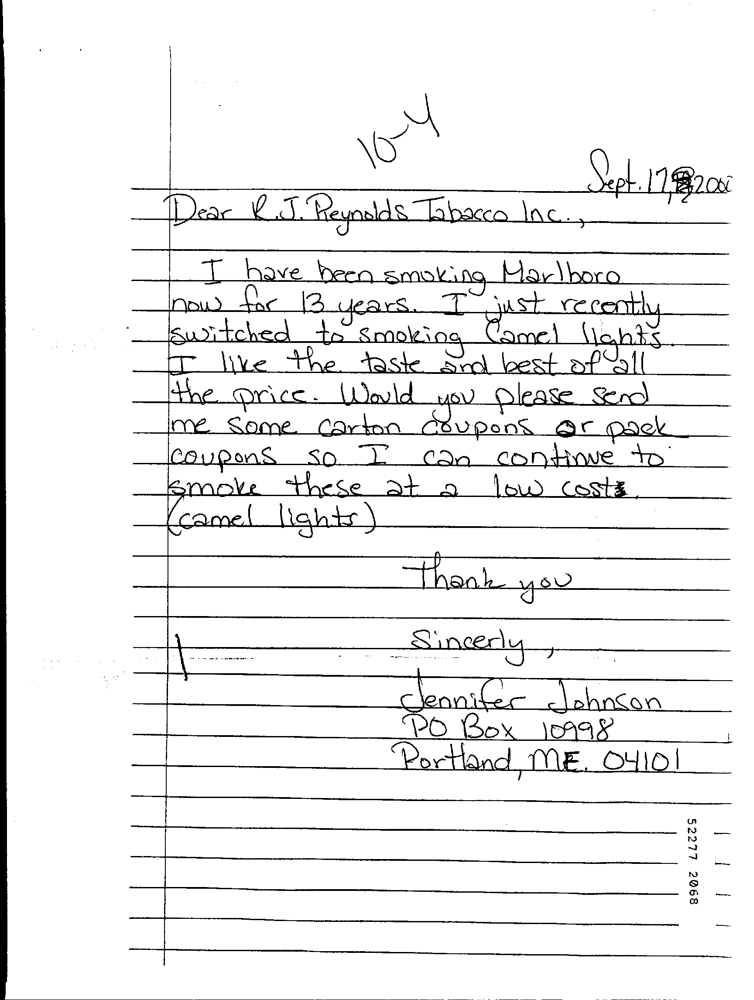 10-4
Sept. 17, 200
Dear R.J. Reynolds Tabacco Inc.,
I have been smoking Marlboro
now for 13 years. I just recently
switched to smoking Camel lights.
I like the taste and best of all
the price. Would you please send
me some carton coupons or pack
coupons so I can continue to
smoke these at a low cost.
(camel lights)
Thank you
Sincerly,
Jennifer Johnson
PO Box 10998
Portland, ME. 04101
52277 2068